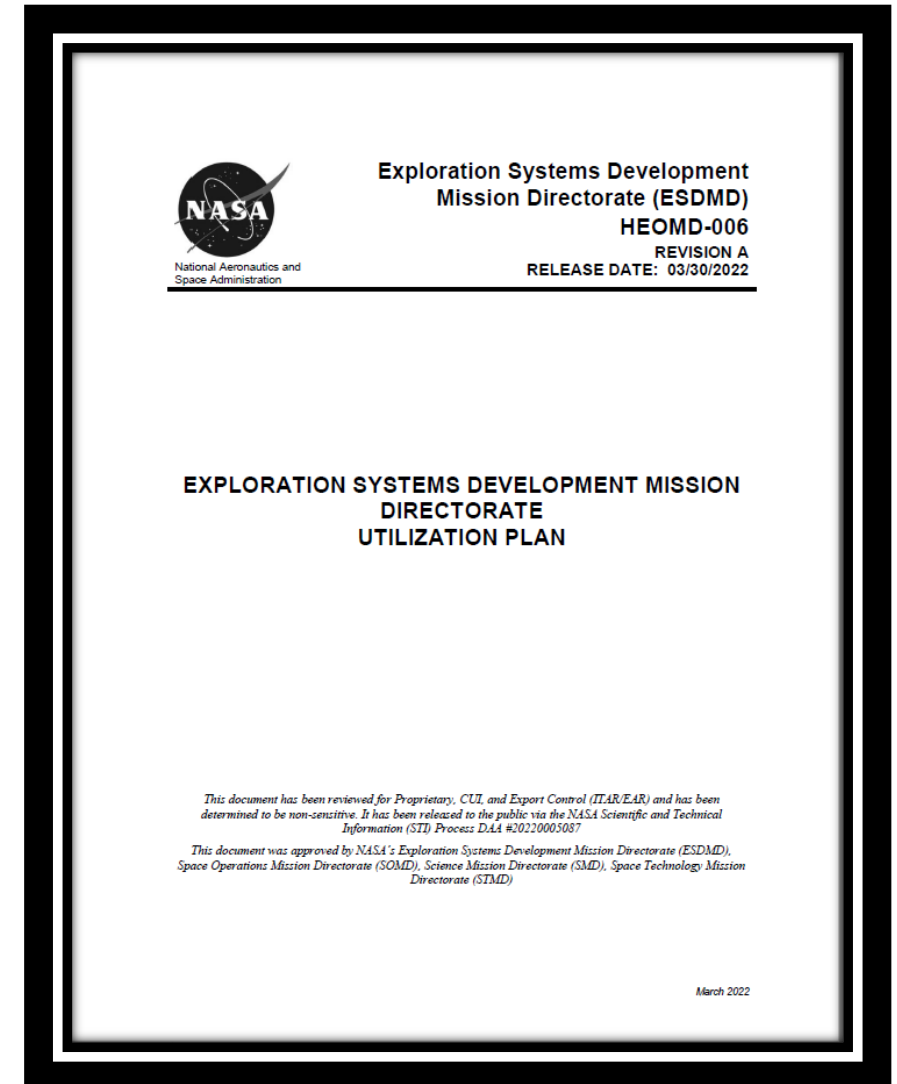 NASA
National Aeronautics and
Space Administration
Exploration Systems Development
Mission Directorate (ESDMD)
HEOMD-006
REVISION A
RELEASE DATE: 03/30/2022
EXPLORATION SYSTEMS DEVELOPMENT MISSION
DIRECTORATE
UTILIZATION PLAN
This document has been reviewed for Proprietary, CUI, and Export Control (ITAR/EAR) and has been
determined to be non-sensitive. It has been released to the public via the NASA Scientific and Technical
Information (STI) Process DAA #20220005087
This document was approved by NASA's Exploration Systems Development Mission Directorate (ESDMD),
Space Operations Mission Directorate (SOMD), Science Mission Directorate (SMD), Space Technology Mission
Directorate (STMD)
March 2022